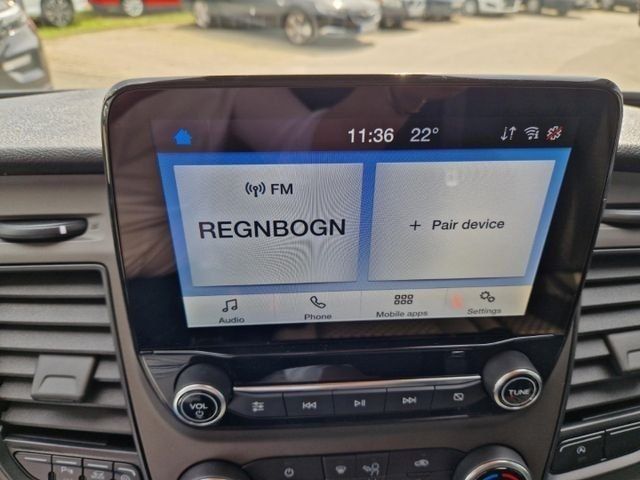 11:36 22°
FM
REGNBOGN
+ Pair device
Audio Phone Mobile apps Settings
VOL
TUNE